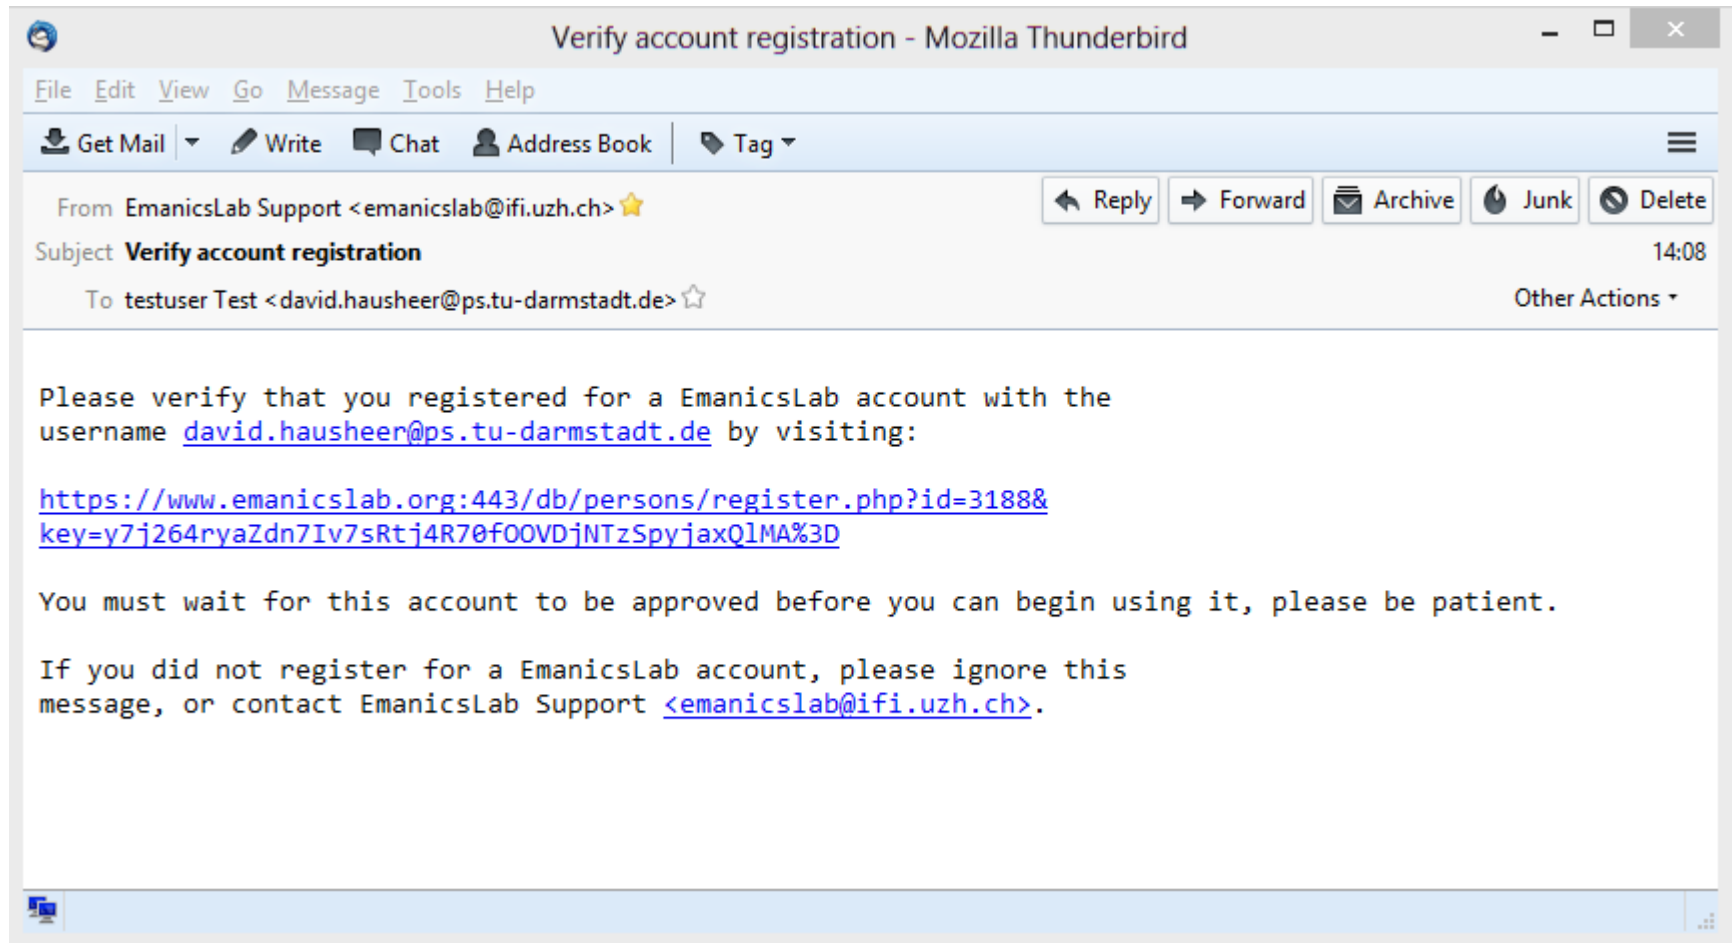 Verify account registration - Mozilla Thunderbird
File Edit View Go Message Tools Help
Get Mail Write Chat Address Book Tag
From EmanicsLab Support <emanicslab@ifi.uzh.ch> Reply Forward Archive Junk Delete
Subject Verify account registration 14:08
To testuser Test <david.hausheer@ps.tu-darmstadt.de> Other Actions
Please verify that you registered for a EmanicsLab account with the
username david.hausheer@ps.tu-darmstadt.de by visiting:
https://www.emanicslab.org:443/db/persons/register.php?id=3188&
key=y7j264ryaZdn7Iv7sRtj4R70fOOVDjNTzSpyjaxQlMA%3D
You must wait for this account to be approved before you can begin using it, please be patient.
If you did not register for a EmanicsLab account, please ignore this
message, or contact EmanicsLab Support <emanicslab@ifi.uzh.ch>.